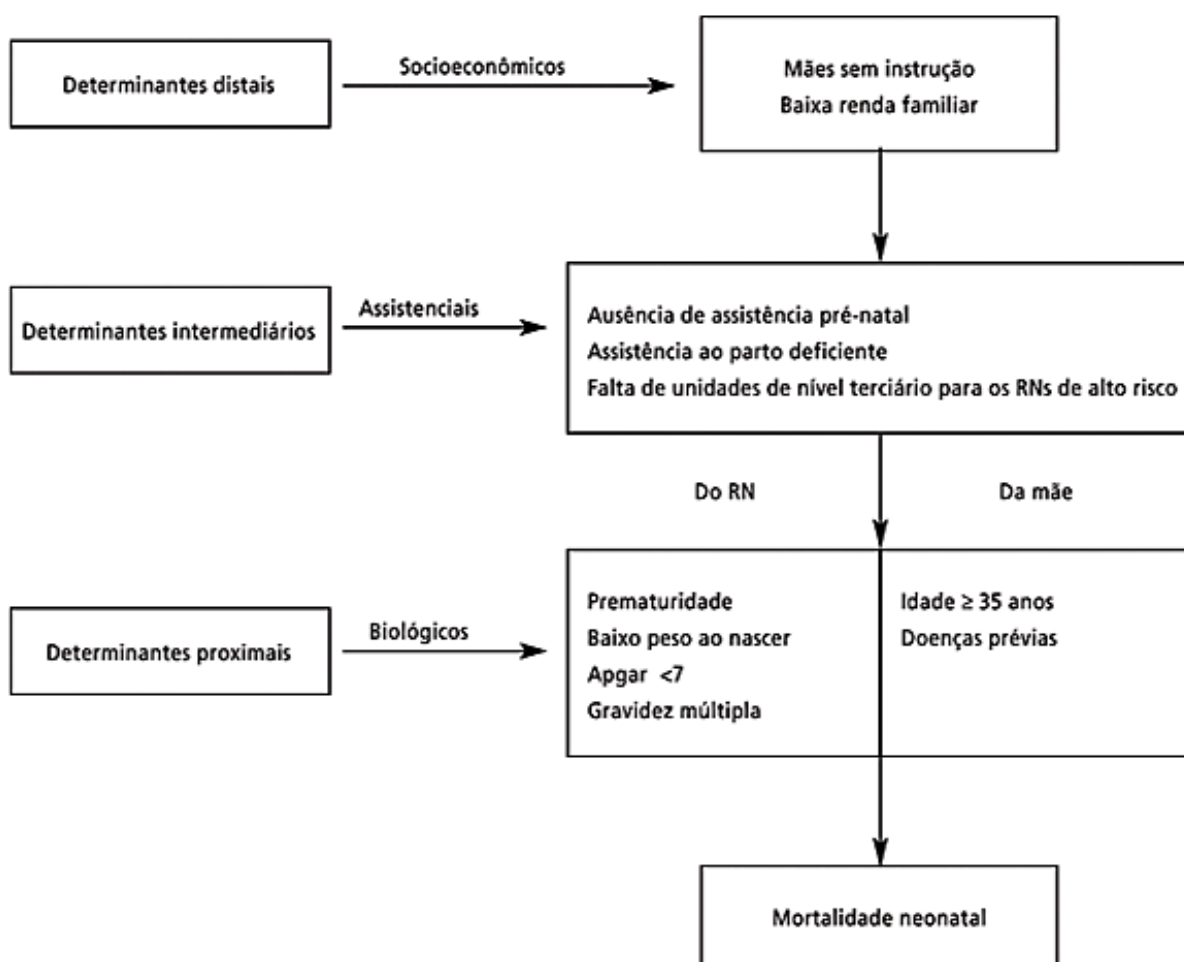 Determinantes distais
Socioeconômicos
Mães sem instrução
Baixa renda familiar
Determinantes intermediários
Assistenciais
Ausência de assistência pré-natal
Assistência ao parto deficiente
Falta de unidades de nível terciário para os RNs de alto risco
Do RN
Da mãe
Determinantes proximais
Biológicos
Prematuridade
Baixo peso ao nascer
Apgar <7
Gravidez múltipla
Idade ≥ 35 anos
Doenças prévias
Mortalidade neonatal